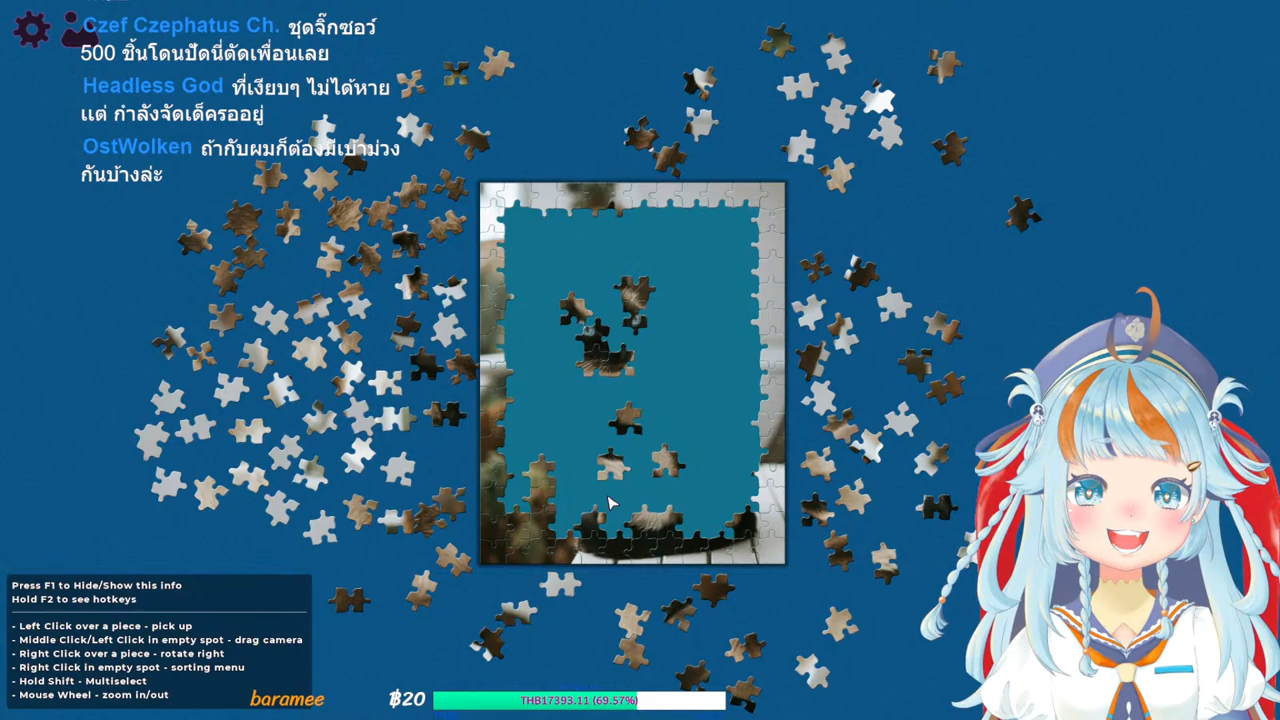 Czef Czephatus Ch. ชุดจิ๊กซอว์
500 ชิ้นโดนปัดนี่ตัดเพื่อนเลย
Headless God ที่เงียบๆ ไม่ได้หาย
แต่ กำลังจัดเด็ครออยู่
OstWolken ถ้ากับผมก็ต้องมีเบ้าม่วง
กันบ้างล่ะ
Press F1 to Hide/Show this info
Hold F2 to see hotkeys
- Left Click over a piece - pick up
- Middle Click/Left Click in empty spot - drag camera
- Right Click over a piece - rotate right
- Right Click in empty spot - sorting menu
- Hold Shift - Multiselect
- Mouse Wheel - zoom in/out
baramee ฿20 THB17393.11 (69.57%)